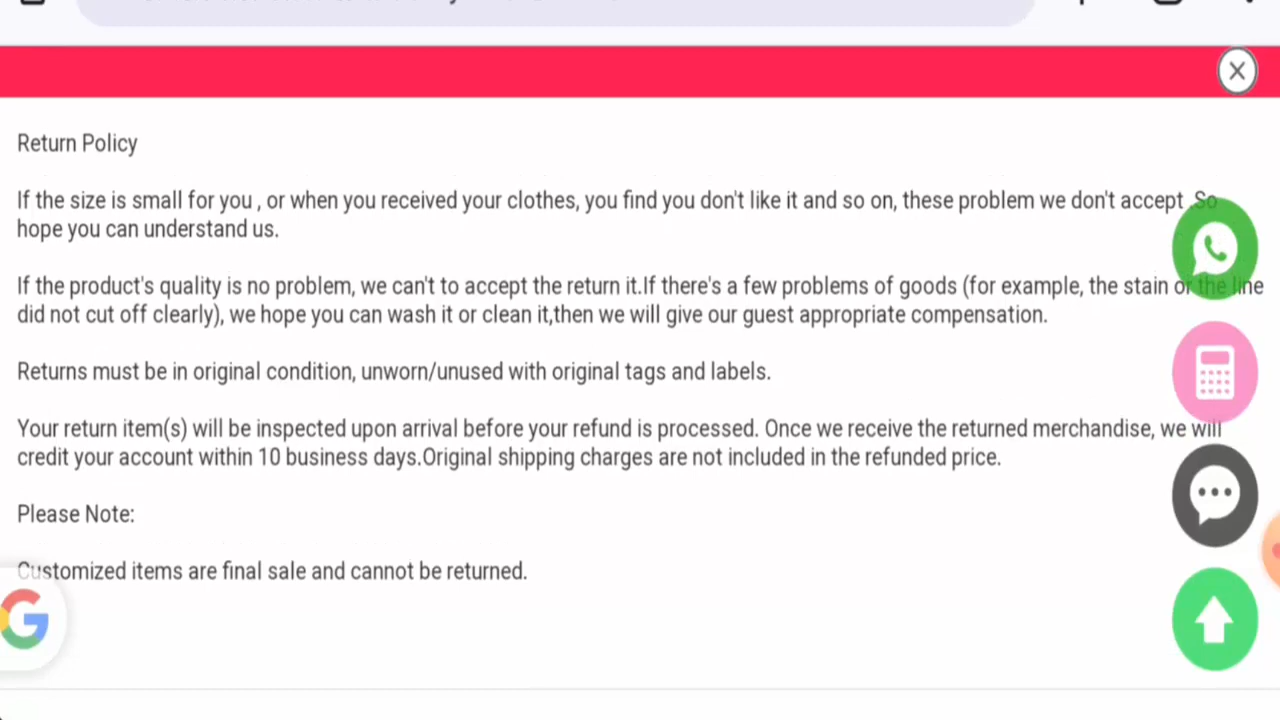 Return Policy
If the size is small for you , or when you received your clothes, you find you don't like it and so on, these problem we don't accept .So
hope you can understand us.
If the product's quality is no problem, we can't to accept the return it.If there's a few problems of goods (for example, the stain or the line
did not cut off clearly), we hope you can wash it or clean it,then we will give our guest appropriate compensation.
Returns must be in original condition, unworn/unused with original tags and labels.
Your return item(s) will be inspected upon arrival before your refund is processed. Once we receive the returned merchandise, we will
credit your account within 10 business days.Original shipping charges are not included in the refunded price.
Please Note:
Customized items are final sale and cannot be returned.